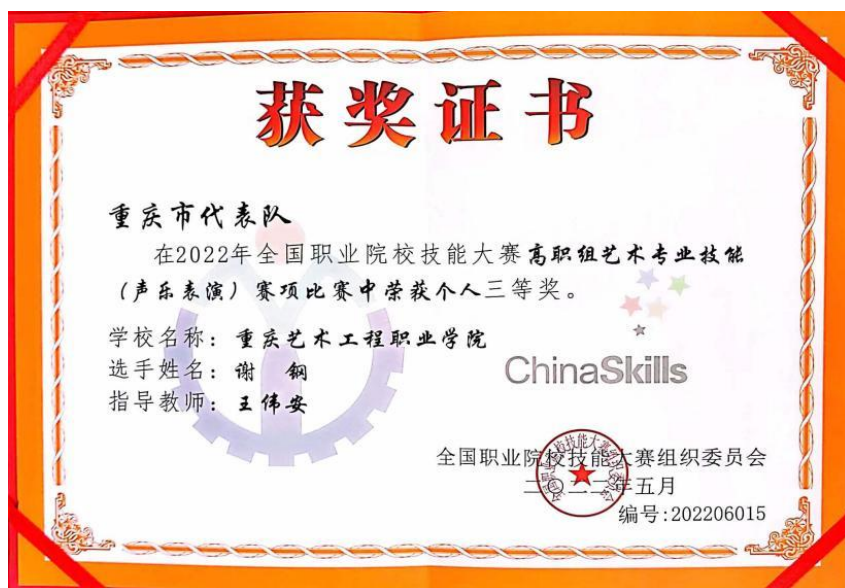 获奖证书
重庆市代表队
在2022年全国职业院校技能大赛高职组艺术专业技能
（声乐表演）赛项比赛中荣获个人三等奖。
学校名称：重庆艺术工程职业学院
选手姓名：谢 钢
指导教师：王伟安
ChinaSkills
全国职业院校技能大赛组织委员会
二〇二二年五月
编号:202206015